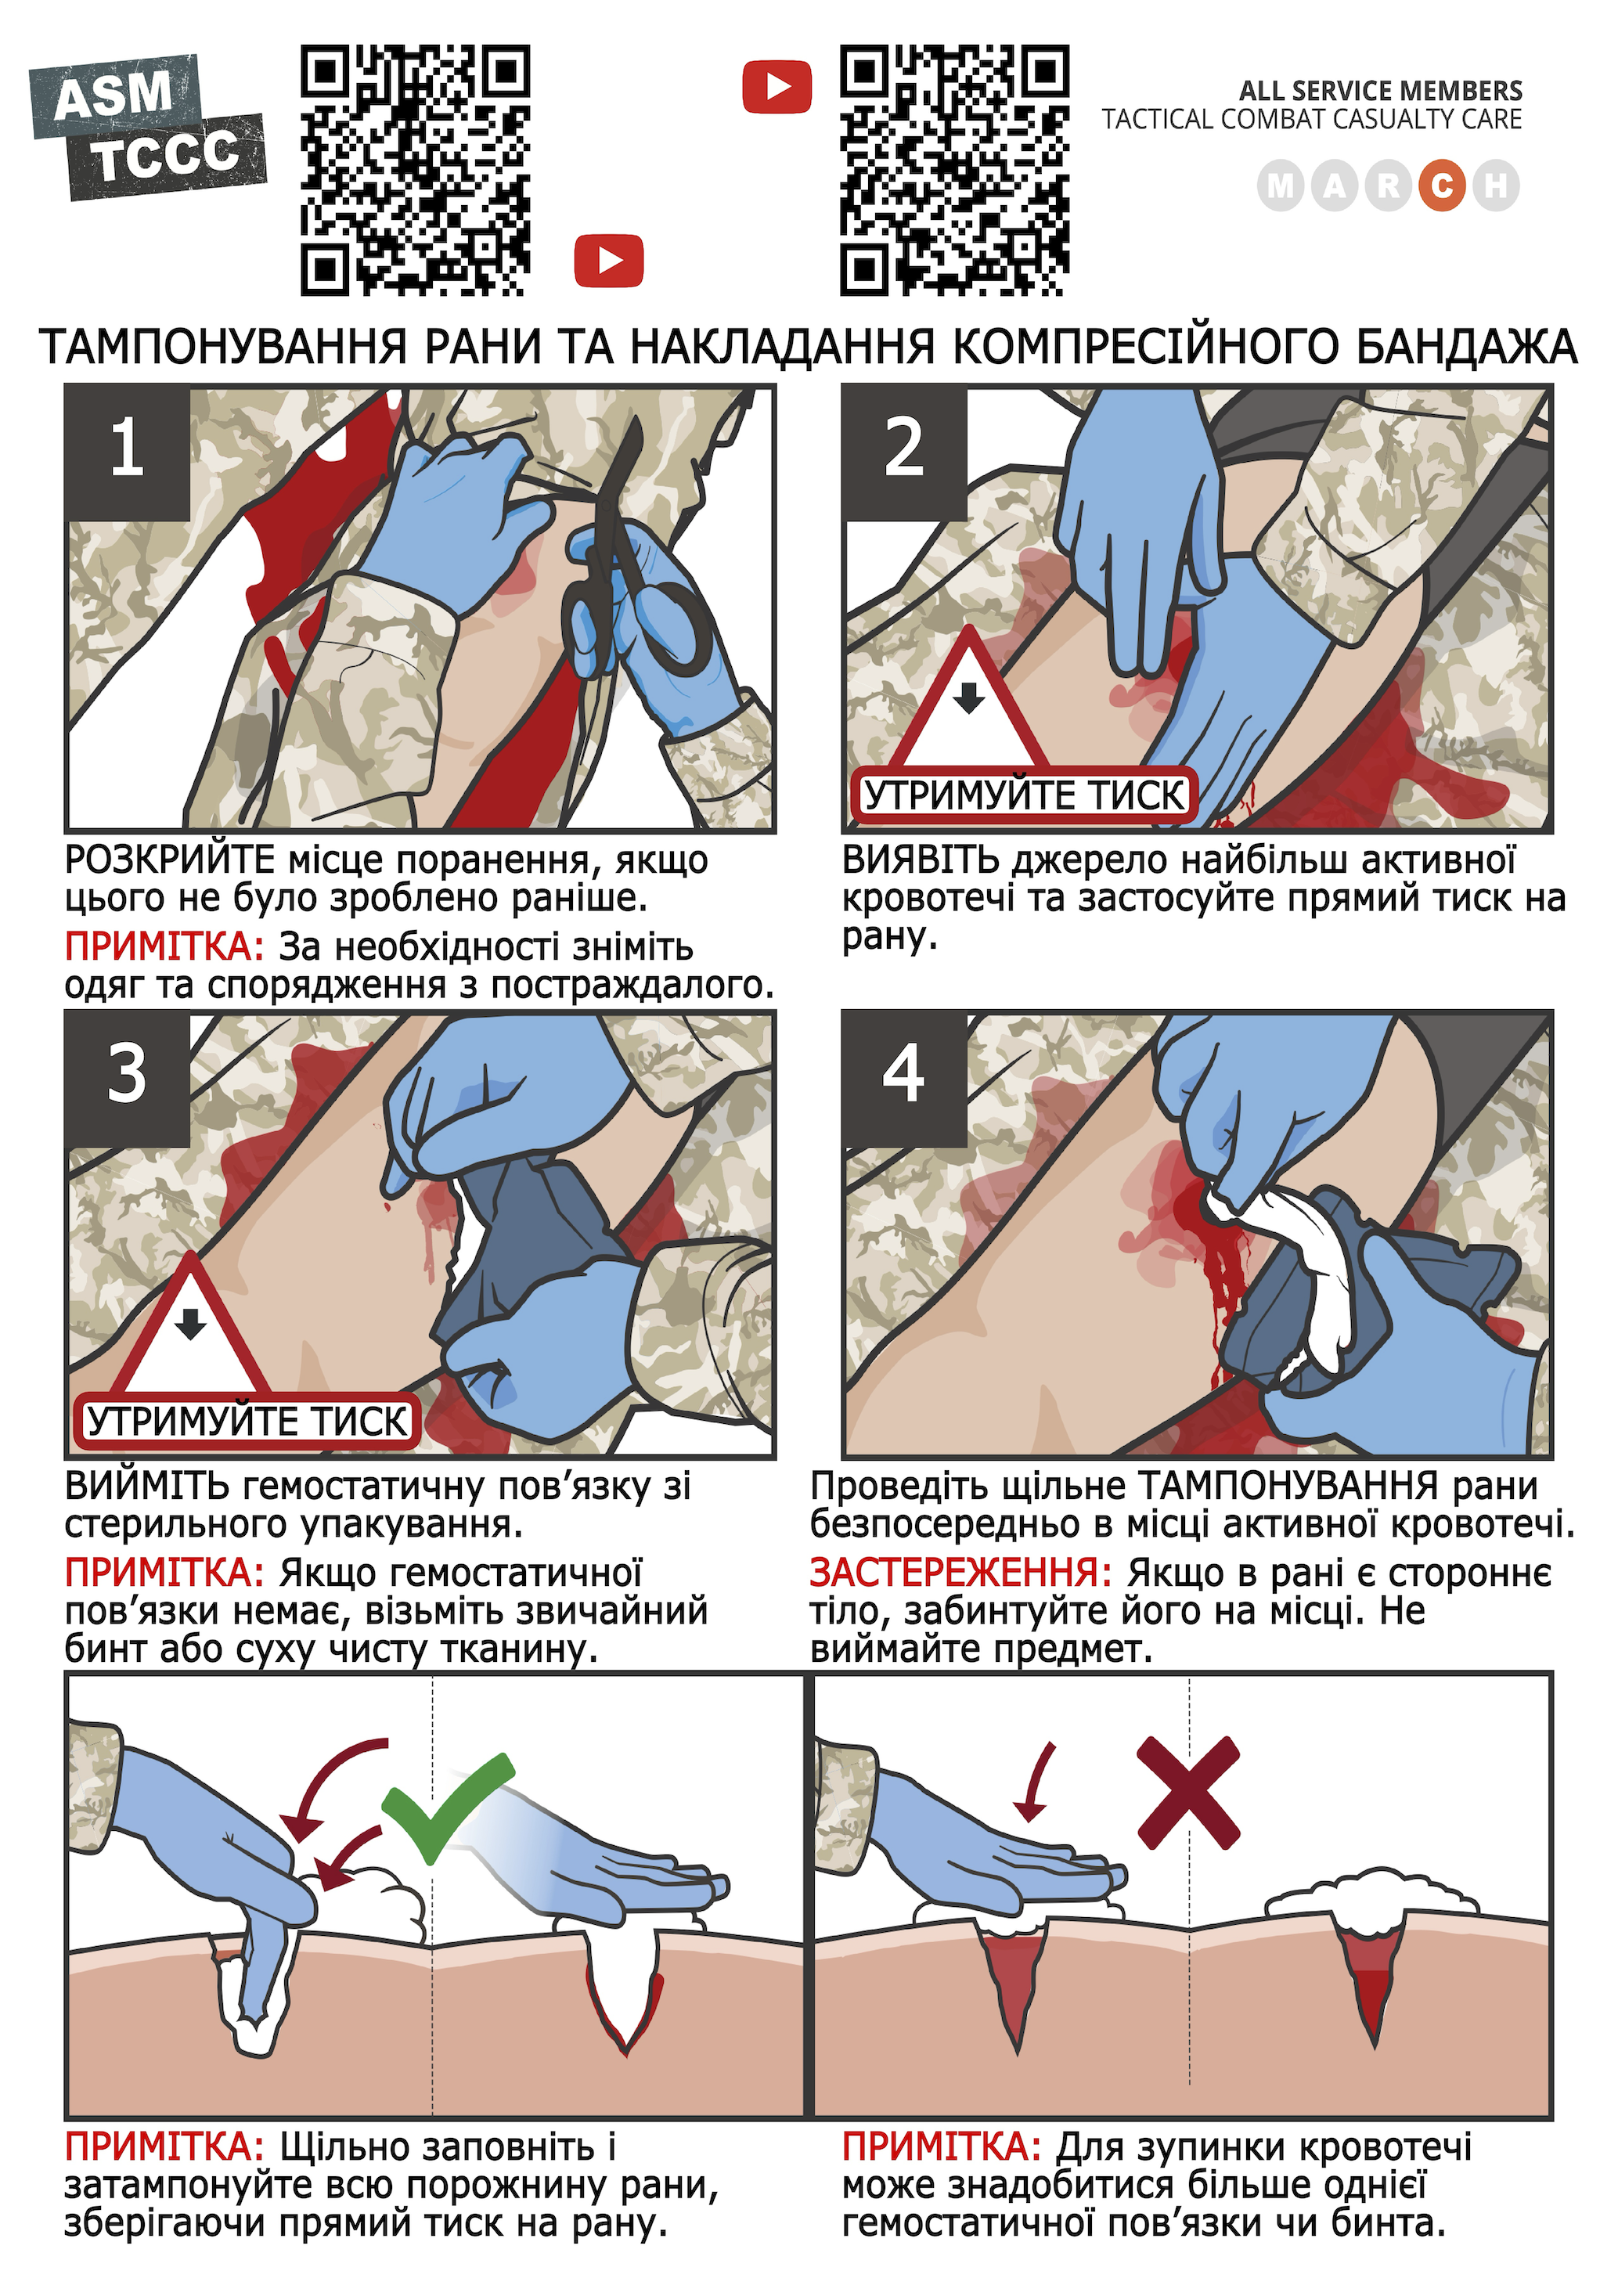 ASM
TCCC
ALL SERVICE MEMBERS
TACTICAL COMBAT CASUALTY CARE
M A R C H
ТАМПОНУВАННЯ РАНИ ТА НАКЛАДАННЯ КОМПРЕСІЙНОГО БАНДАЖА
1
РОЗКРИЙТЕ місце поранення, якщо
цього не було зроблено раніше.
ПРИМІТКА: За необхідності зніміть
одяг та спорядження з постраждалого.
2
УТРИМУЙТЕ ТИСК
ВИЯВІТЬ джерело найбільш активної
кровотечі та застосуйте прямий тиск на
рану.
3
УТРИМУЙТЕ ТИСК
ВИЙМІТЬ гемостатичну пов’язку зі
стерильного упакування.
ПРИМІТКА: Якщо гемостатичної
пов’язки немає, візьміть звичайний
бинт або суху чисту тканину.
4
Проведіть щільне ТАМПОНУВАННЯ рани
безпосередньо в місці активної кровотечі.
ЗАСТЕРЕЖЕННЯ: Якщо в рані є стороннє
тіло, забинтуйте його на місці. Не
виймайте предмет.
ПРИМІТКА: Щільно заповніть і
затампонуйте всю порожнину рани,
зберігаючи прямий тиск на рану.
ПРИМІТКА: Для зупинки кровотечі
може знадобитися більше однієї
гемостатичної пов’язки чи бинта.